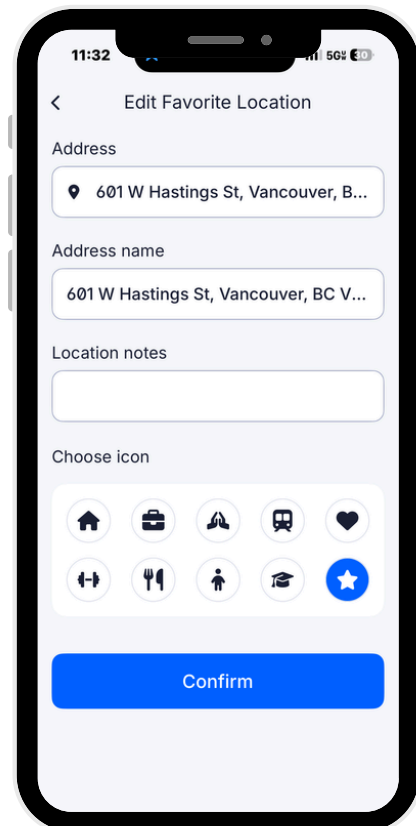 11:32
5G
30
Edit Favorite Location
Address
601 W Hastings St, Vancouver, B...
Address name
601 W Hastings St, Vancouver, BC V...
Location notes
Choose icon
Confirm